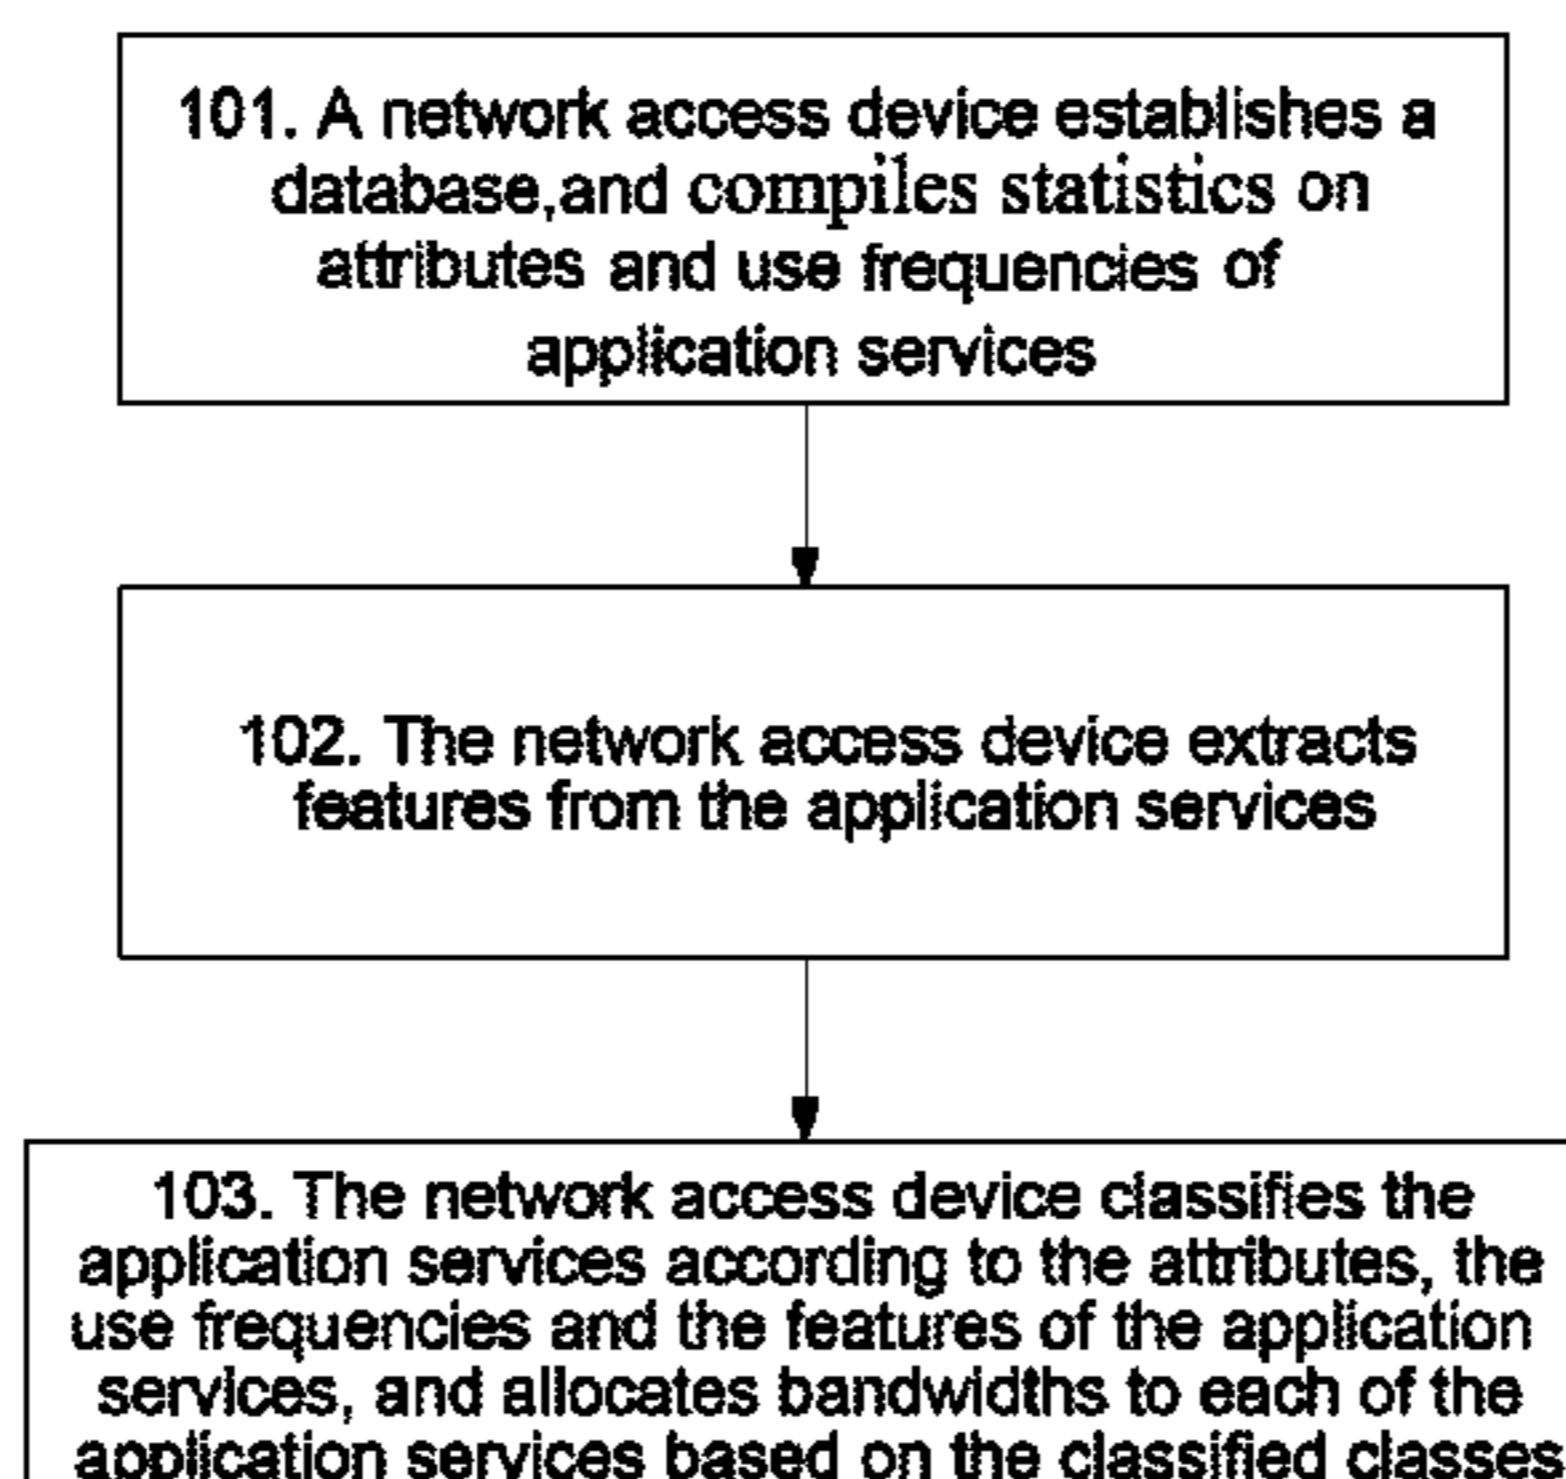 101. A network access device establishes a
database,and compiles statistics on
attributes and use frequencies of
application services
102. The network access device extracts
features from the application services
103. The network access device classifies the
application services according to the attributes, the
use frequencies and the features of the application
services, and allocates bandwidths to each of the
application services based on the classified classes